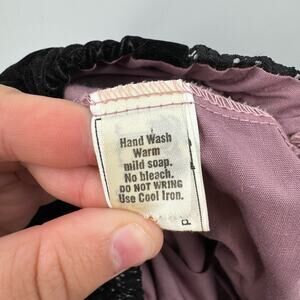 Hand Wash
Warm
mild soap.
No bleach.
DO NOT WRING
Use Cool Iron.